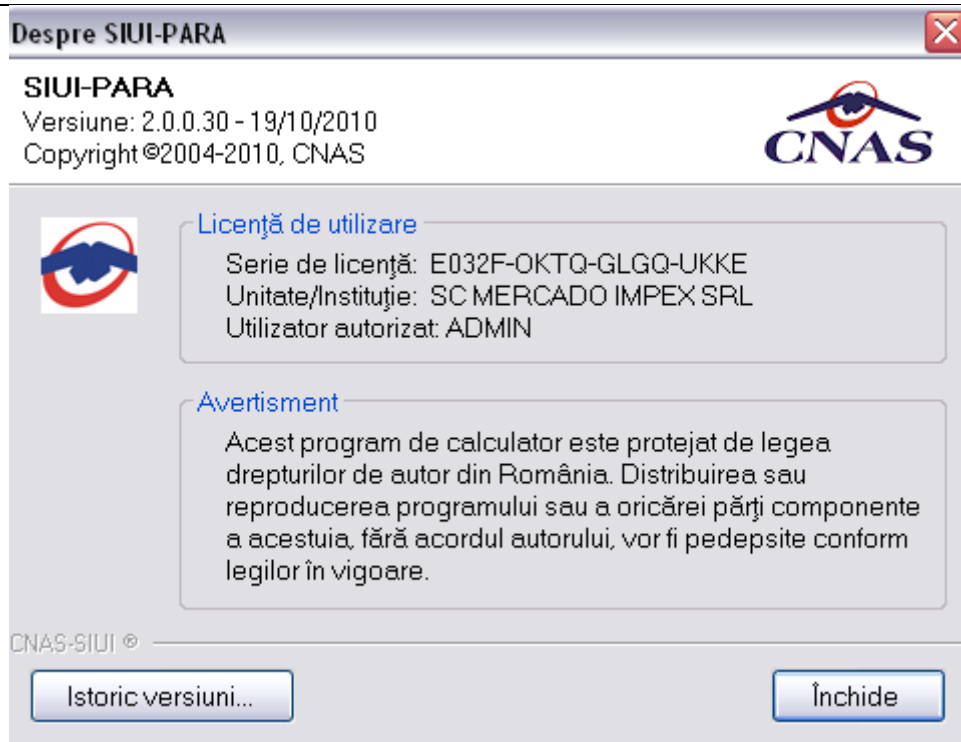 Despre SIUI-PARA
SIUI-PARA
Versiune: 2.0.0.30 - 19/10/2010
Copyright ©2004-2010, CNAS
CNAS
Licenţă de utilizare
Serie de licenţă: E032F-OKTQ-GLGQ-UKKE
Unitate/Instituţie: SC MERCADO IMPEX SRL
Utilizator autorizat: ADMIN
Avertisment
Acest program de calculator este protejat de legea
drepturilor de autor din România. Distribuirea sau
reproducerea programului sau a oricărei părţi componente
a acestuia, fără acordul autorului, vor fi pedepsite conform
legilor în vigoare.
CNAS-SIUI ®
Istoric versiuni...
Închide